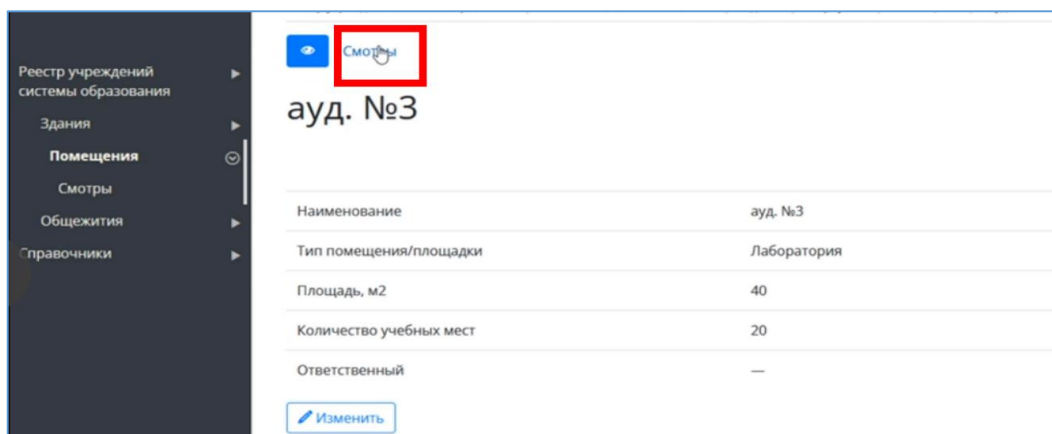 Смотры
ауд. №3
Реестр учреждений
системы образования
Здания
Помещения
Смотры
Общежития
Справочники
Наименование ауд. №3
Тип помещения/площадки Лаборатория
Площадь, м2 40
Количество учебных мест 20
Ответственный —
Изменить